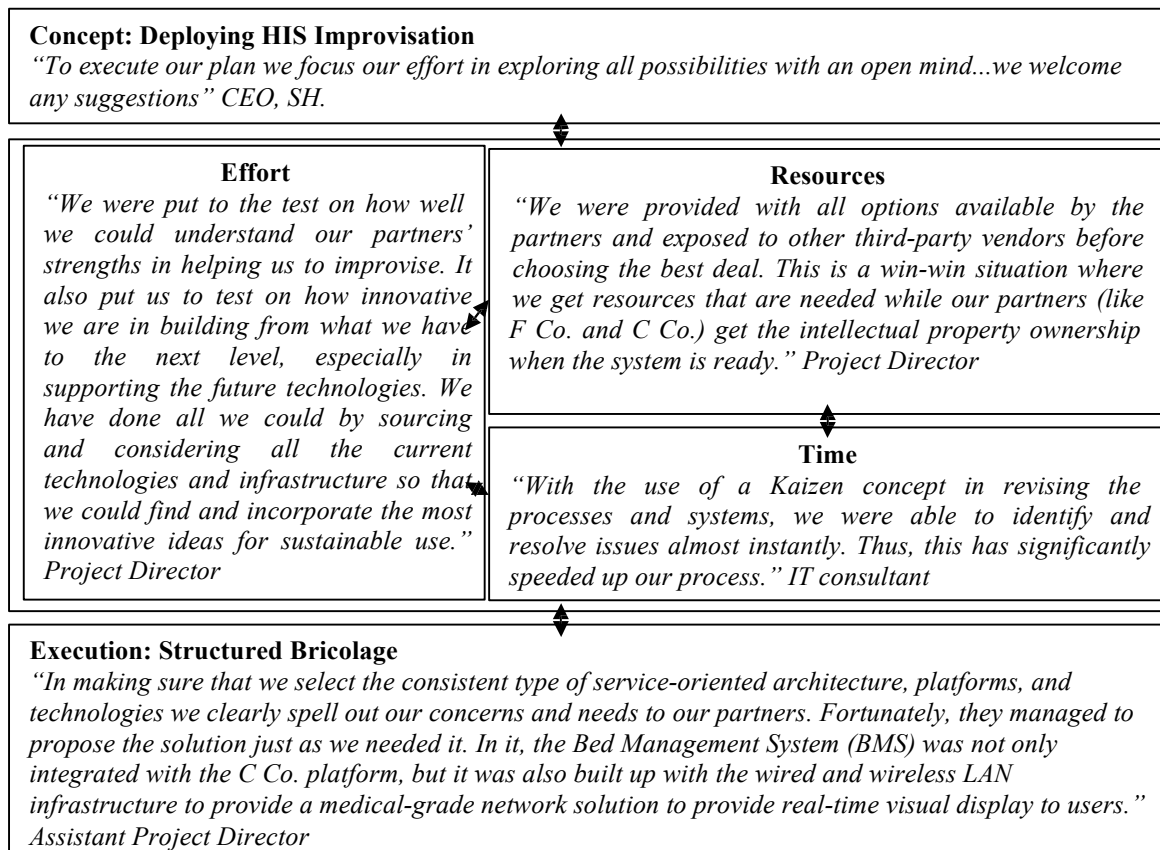 Concept: Deploying HIS Improvisation
“To execute our plan we focus our effort in exploring all possibilities with an open mind...we welcome
any suggestions” CEO, SH.
Effort
“We were put to the test on how well
we could understand our partners’
strengths in helping us to improvise. It
also put us to test on how innovative
we are in building from what we have
to the next level, especially in
supporting the future technologies. We
have done all we could by sourcing
and considering all the current
technologies and infrastructure so that
we could find and incorporate the most
innovative ideas for sustainable use.”
Project Director
Resources
“We were provided with all options available by the
partners and exposed to other third-party vendors before
choosing the best deal. This is a win-win situation where
we get resources that are needed while our partners (like
F Co. and C Co.) get the intellectual property ownership
when the system is ready.” Project Director
Time
“With the use of a Kaizen concept in revising the
processes and systems, we were able to identify and
resolve issues almost instantly. Thus, this has significantly
speeded up our process.” IT consultant
Execution: Structured Bricolage
“In making sure that we select the consistent type of service-oriented architecture, platforms, and
technologies we clearly spell out our concerns and needs to our partners. Fortunately, they managed to
propose the solution just as we needed it. In it, the Bed Management System (BMS) was not only
integrated with the C Co. platform, but it was also built up with the wired and wireless LAN
infrastructure to provide a medical-grade network solution to provide real-time visual display to users.”
Assistant Project Director